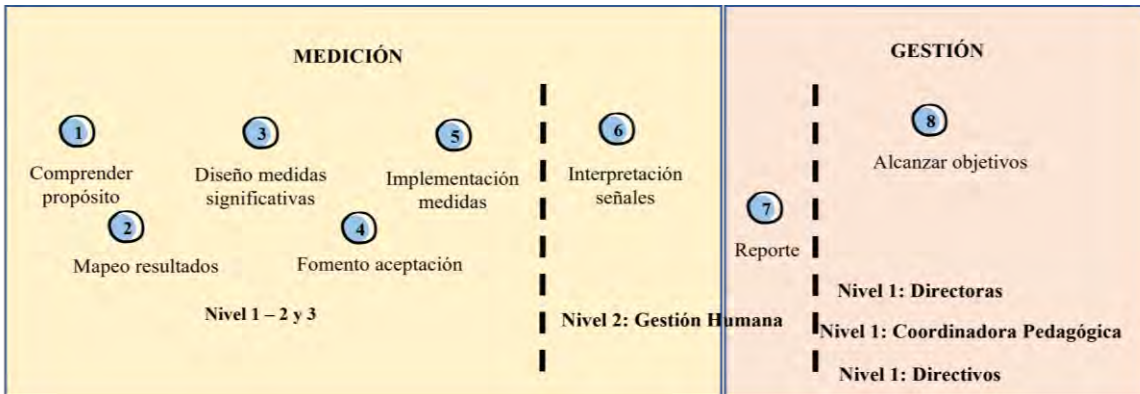 MEDICIÓN
GESTIÓN
1
Comprender
propósito
2
Mapeo resultados
3
Diseño medidas
significativas
4
Fomento aceptación
5
Implementación
medidas
Nivel 1 – 2 y 3
6
Interpretación
señales
Nivel 2: Gestión Humana
7
Reporte
8
Alcanzar objetivos
Nivel 1: Directoras
Nivel 1: Coordinadora Pedagógica
Nivel 1: Directivos